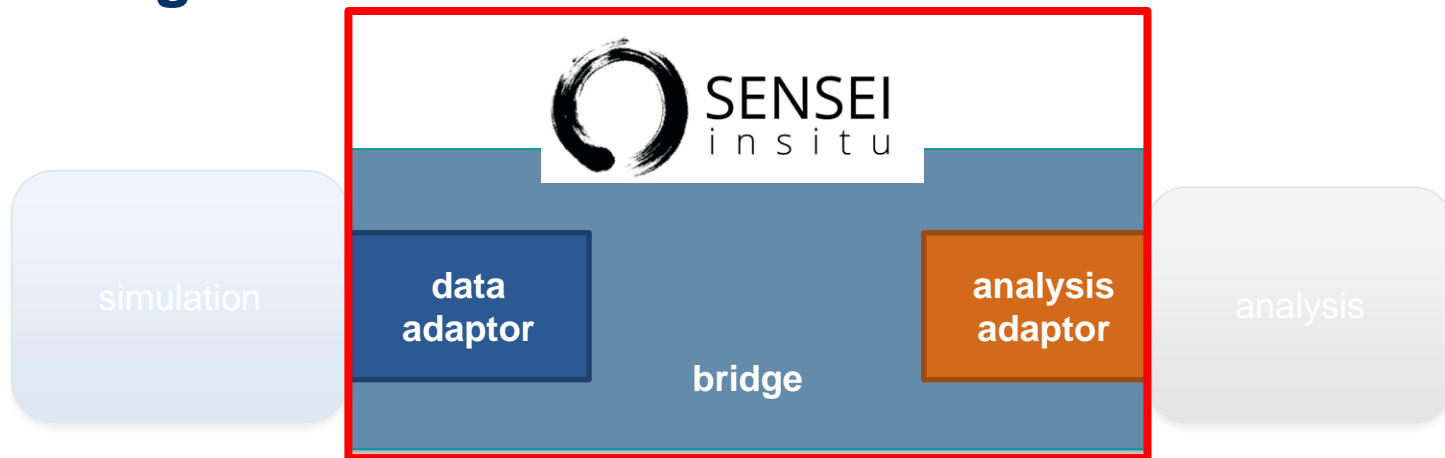 SENSEI
insitu
simulation
data
adaptor
bridge
analysis
adaptor
analysis